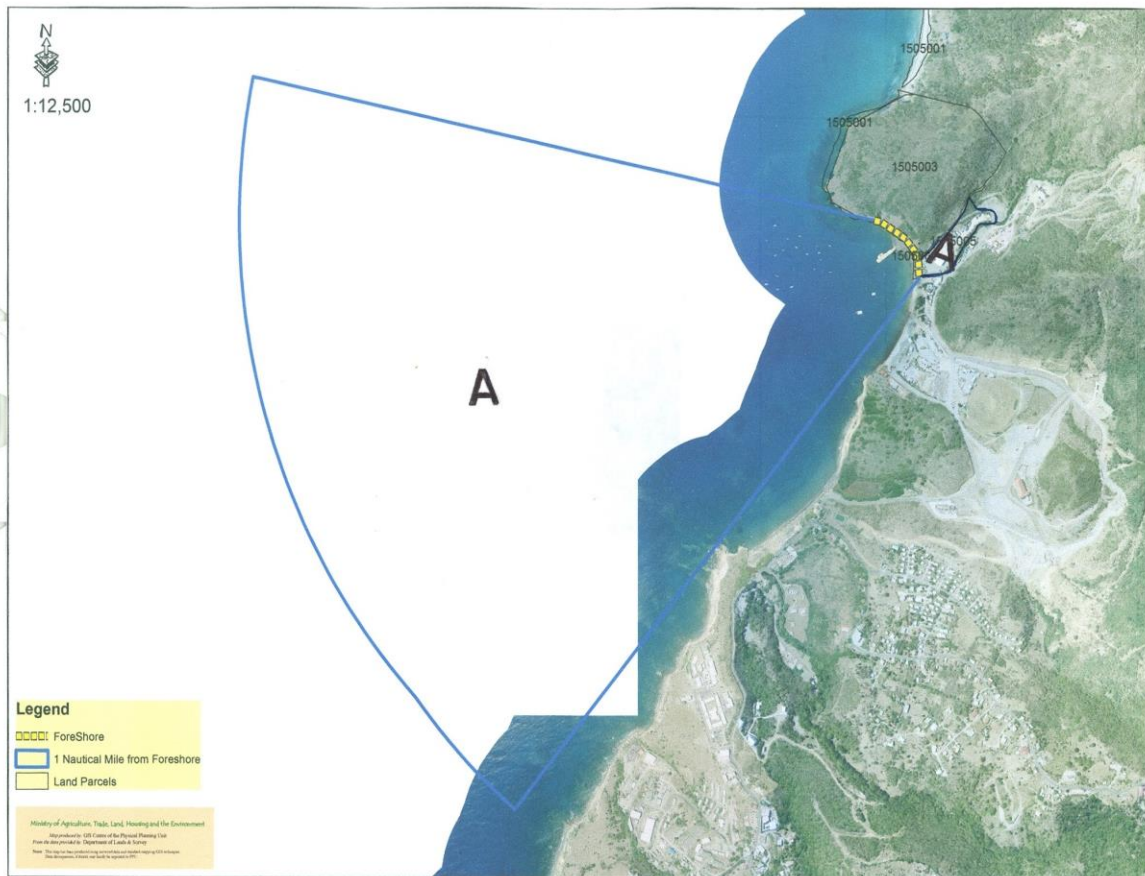 N
1:12,500
1505001
1505001
1505003
A
A
Legend
ForeShore
1 Nautical Mile from Foreshore
Land Parcels
Ministry of Agriculture, Trade, Land, Housing and the Environment
Map produced by: GIS Centre of the Physical Planning Unit
From the data provided by: Department of Lands & Survey